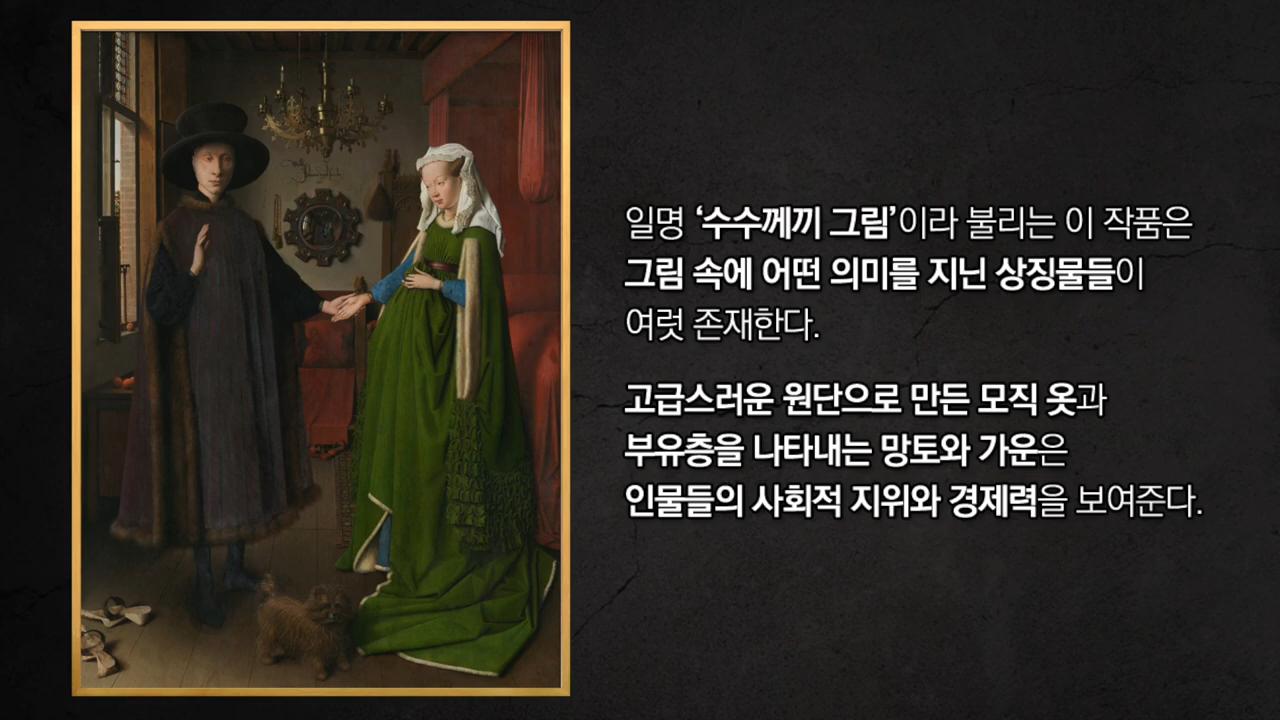 일명 ‘수수께끼 그림’이라 불리는 이 작품은
그림 속에 어떤 의미를 지닌 상징물들이
여럿 존재한다.
고급스러운 원단으로 만든 모직 옷과
부유층을 나타내는 망토와 가운은
인물들의 사회적 지위와 경제력을 보여준다.